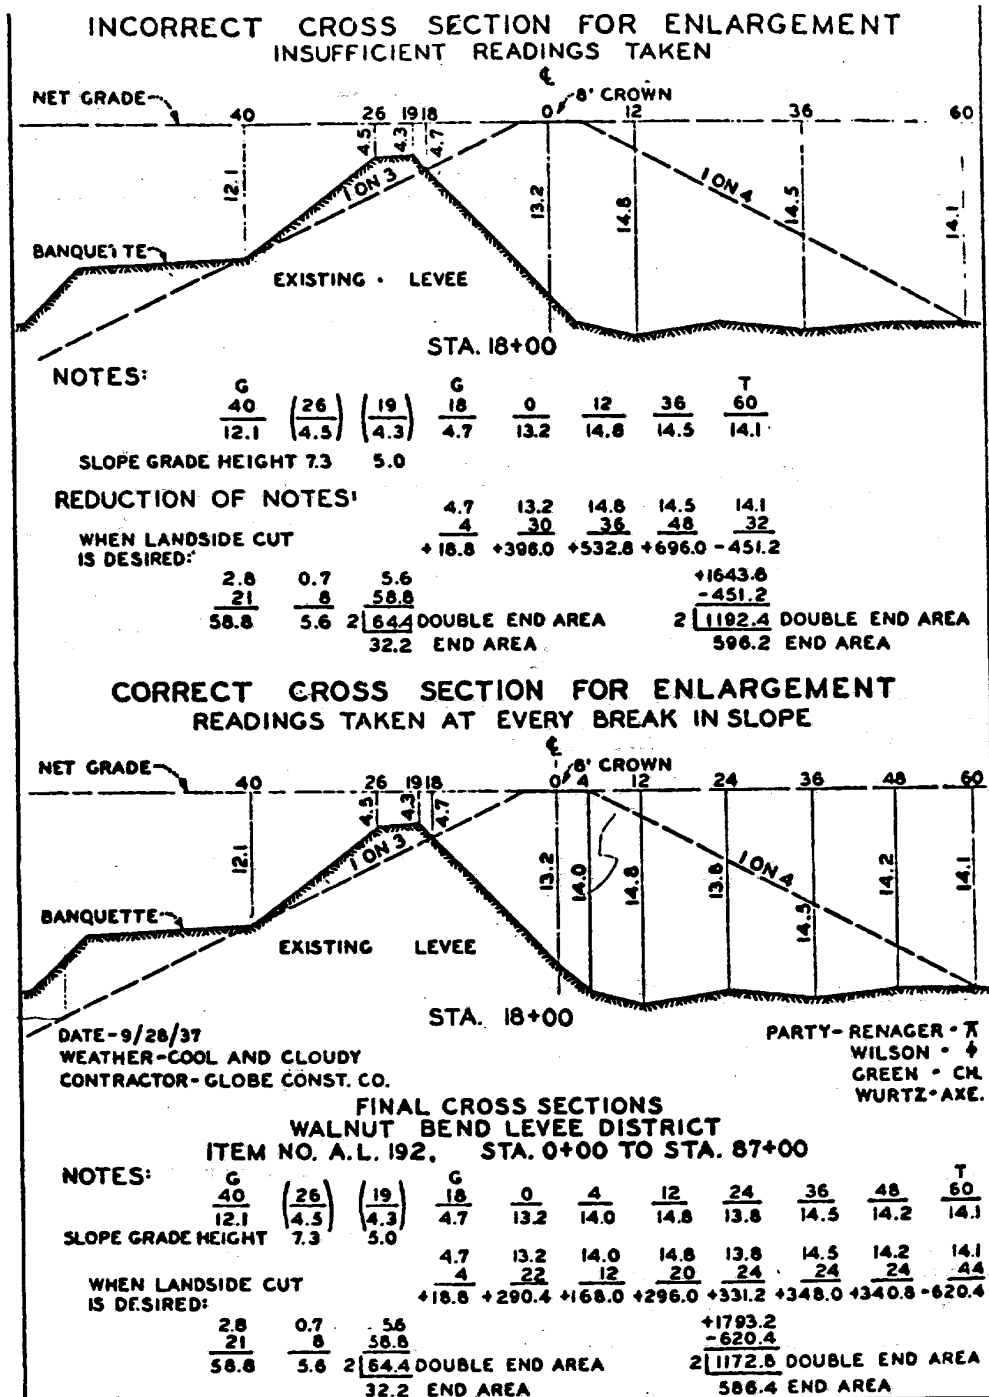 INCORRECT CROSS SECTION FOR ENLARGEMENT
INSUFFICIENT READINGS TAKEN
℄
NET GRADE 8' CROWN
40 26 19 18 0 12 36 60
4.5 4.3 4.7
12.1 1 ON 3 13.2 14.8 1 ON 4 14.5 14.1
BANQUETTE
EXISTING LEVEE
STA. 18+00
NOTES:
G G T
40 (26) (19) 18 0 12 36 60
12.1 (4.5) (4.3) 4.7 13.2 14.8 14.5 14.1
SLOPE GRADE HEIGHT 7.3 5.0
REDUCTION OF NOTES:
4.7 13.2 14.8 14.5 14.1
WHEN LANDSIDE CUT 4 30 36 48 32
IS DESIRED: +18.8 +396.0 +532.8 +696.0 -451.2
2.8 0.7 5.6 +1643.6
21 8 58.8 -451.2
58.8 5.6 2 64.4 DOUBLE END AREA 2 1192.4 DOUBLE END AREA
32.2 END AREA 596.2 END AREA
CORRECT CROSS SECTION FOR ENLARGEMENT
READINGS TAKEN AT EVERY BREAK IN SLOPE
℄
NET GRADE 8' CROWN
40 26 19 18 0 4 12 24 36 48 60
4.5 4.3 4.7
12.1 1 ON 3 13.2 14.0 14.8 13.8 1 ON 4 14.5 14.2 14.1
BANQUETTE
EXISTING LEVEE
STA. 18+00
DATE-9/28/37 PARTY-RENAGER-
WEATHER-COOL AND CLOUDY WILSON -
CONTRACTOR-GLOBE CONST. CO. GREEN - CH.
WURTZ-AXE.
FINAL CROSS SECTIONS
WALNUT BEND LEVEE DISTRICT
ITEM NO. A.L. 192, STA. 0+00 TO STA. 87+00
NOTES: G G T
40 (26) (19) 18 0 4 12 24 36 48 60
12.1 (4.5) (4.3) 4.7 13.2 14.0 14.8 13.8 14.5 14.2 14.1
SLOPE GRADE HEIGHT 7.3 5.0
4.7 13.2 14.0 14.8 13.8 14.5 14.2 14.1
WHEN LANDSIDE CUT 4 22 12 20 24 24 24 44
IS DESIRED: +18.8 +290.4 +168.0 +296.0 +331.2 +348.0 +340.8 -620.4
2.8 0.7 5.6 +1793.2
21 8 58.8 -620.4
58.8 5.6 2 64.4 DOUBLE END AREA 2 1172.8 DOUBLE END AREA
32.2 END AREA 586.4 END AREA